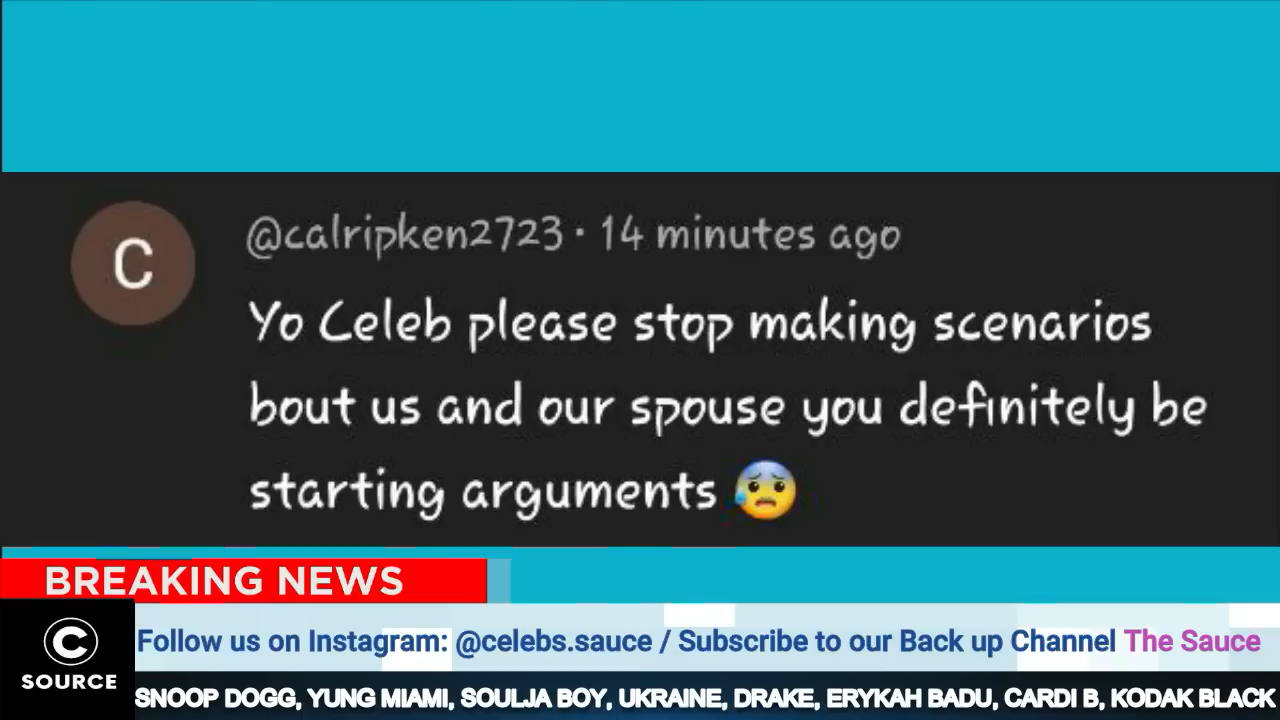 C
@calripken2723 · 14 minutes ago
Yo Celeb please stop making scenarios
bout us and our spouse you definitely be
starting arguments 😰
BREAKING NEWS
C
SOURCE
Follow us on Instagram: @celebs.sauce / Subscribe to our Back up Channel The Sauce
SNOOP DOGG, YUNG MIAMI, SOULJA BOY, UKRAINE, DRAKE, ERYKAH BADU, CARDI B, KODAK BLACK